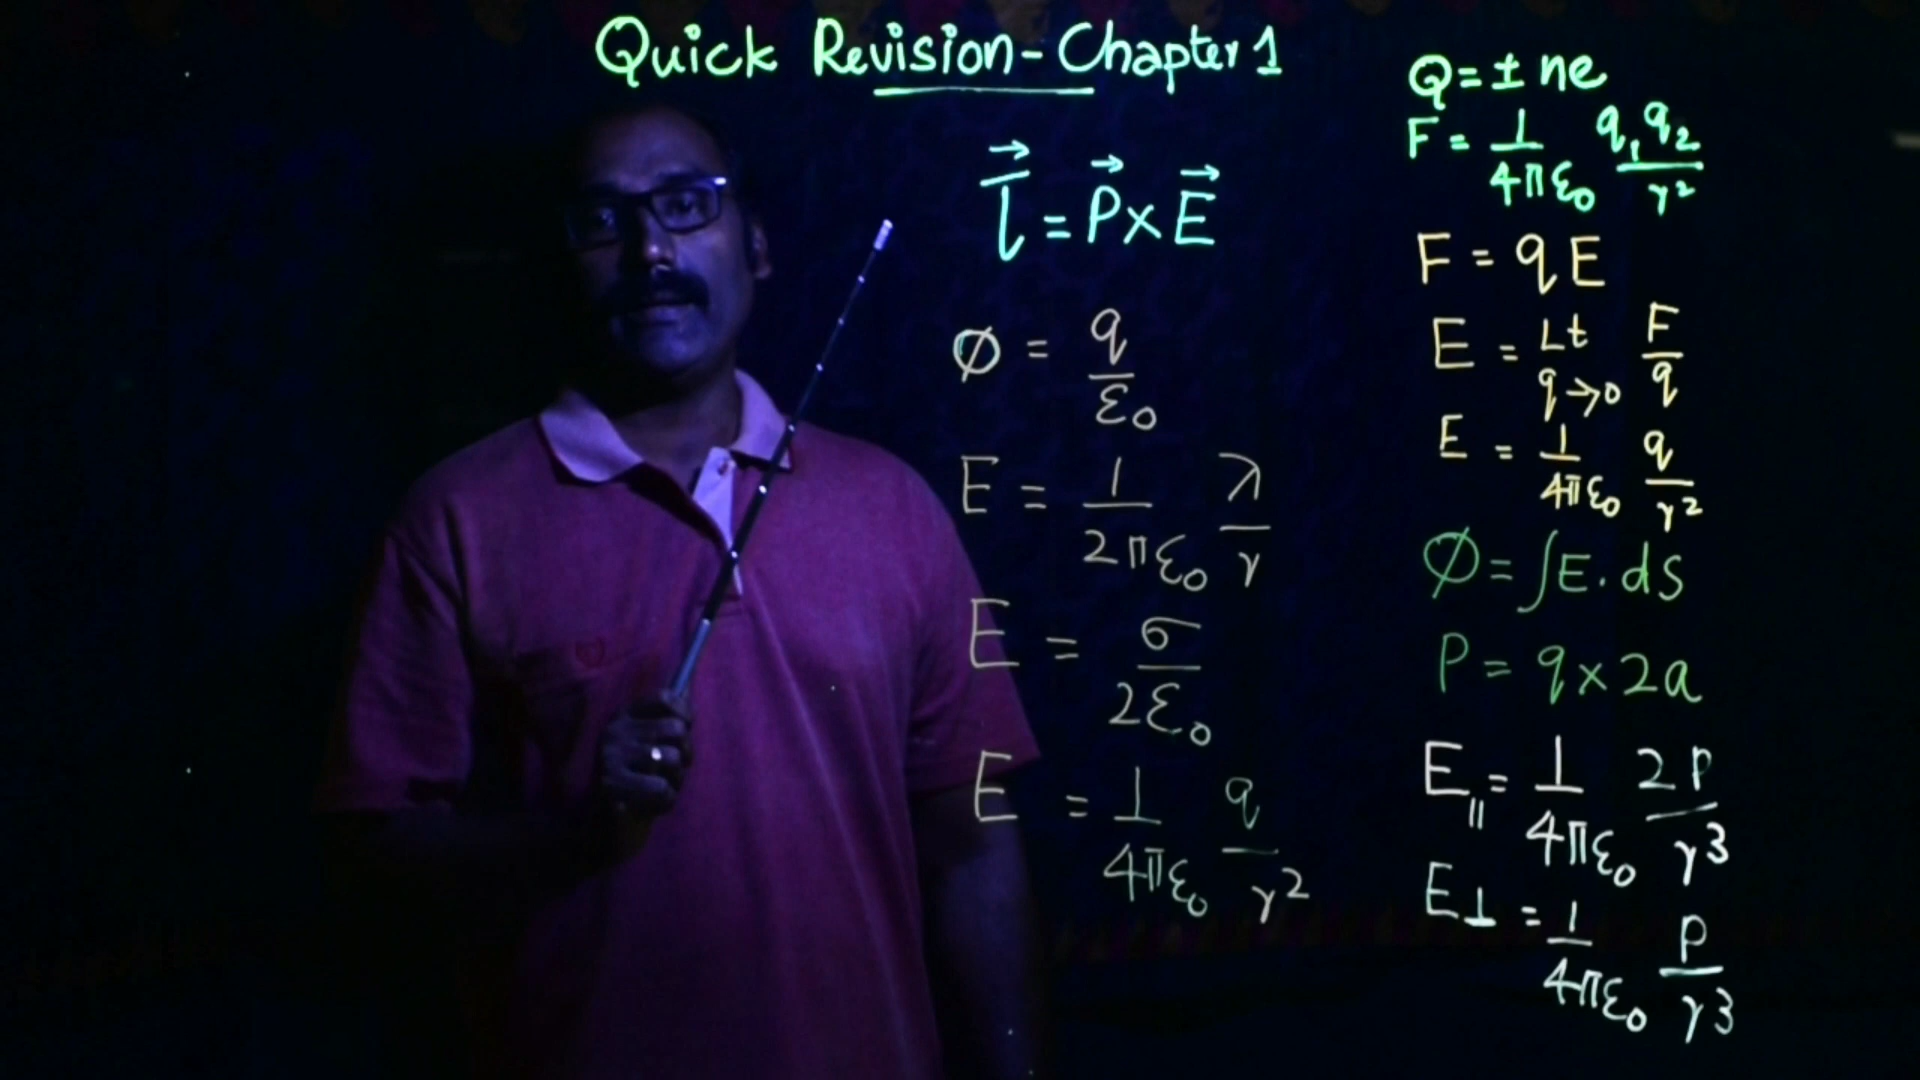 Quick Revision - Chapter 1
τ⃗ = P⃗ × E⃗
Ø = q/ε₀
E = 1/2πε₀ λ/r
E = σ/2ε₀
E = 1/4πε₀ q/r²
Q = ± ne
F = 1/4πε₀ q₁q₂/r²
F = qE
E = Lt q→0 F/q
E = 1/4πε₀ q/r²
Ø = ∫E. ds
P = q × 2a
E∥ = 1/4πε₀ 2P/r³
E⊥ = 1/4πε₀ P/r³